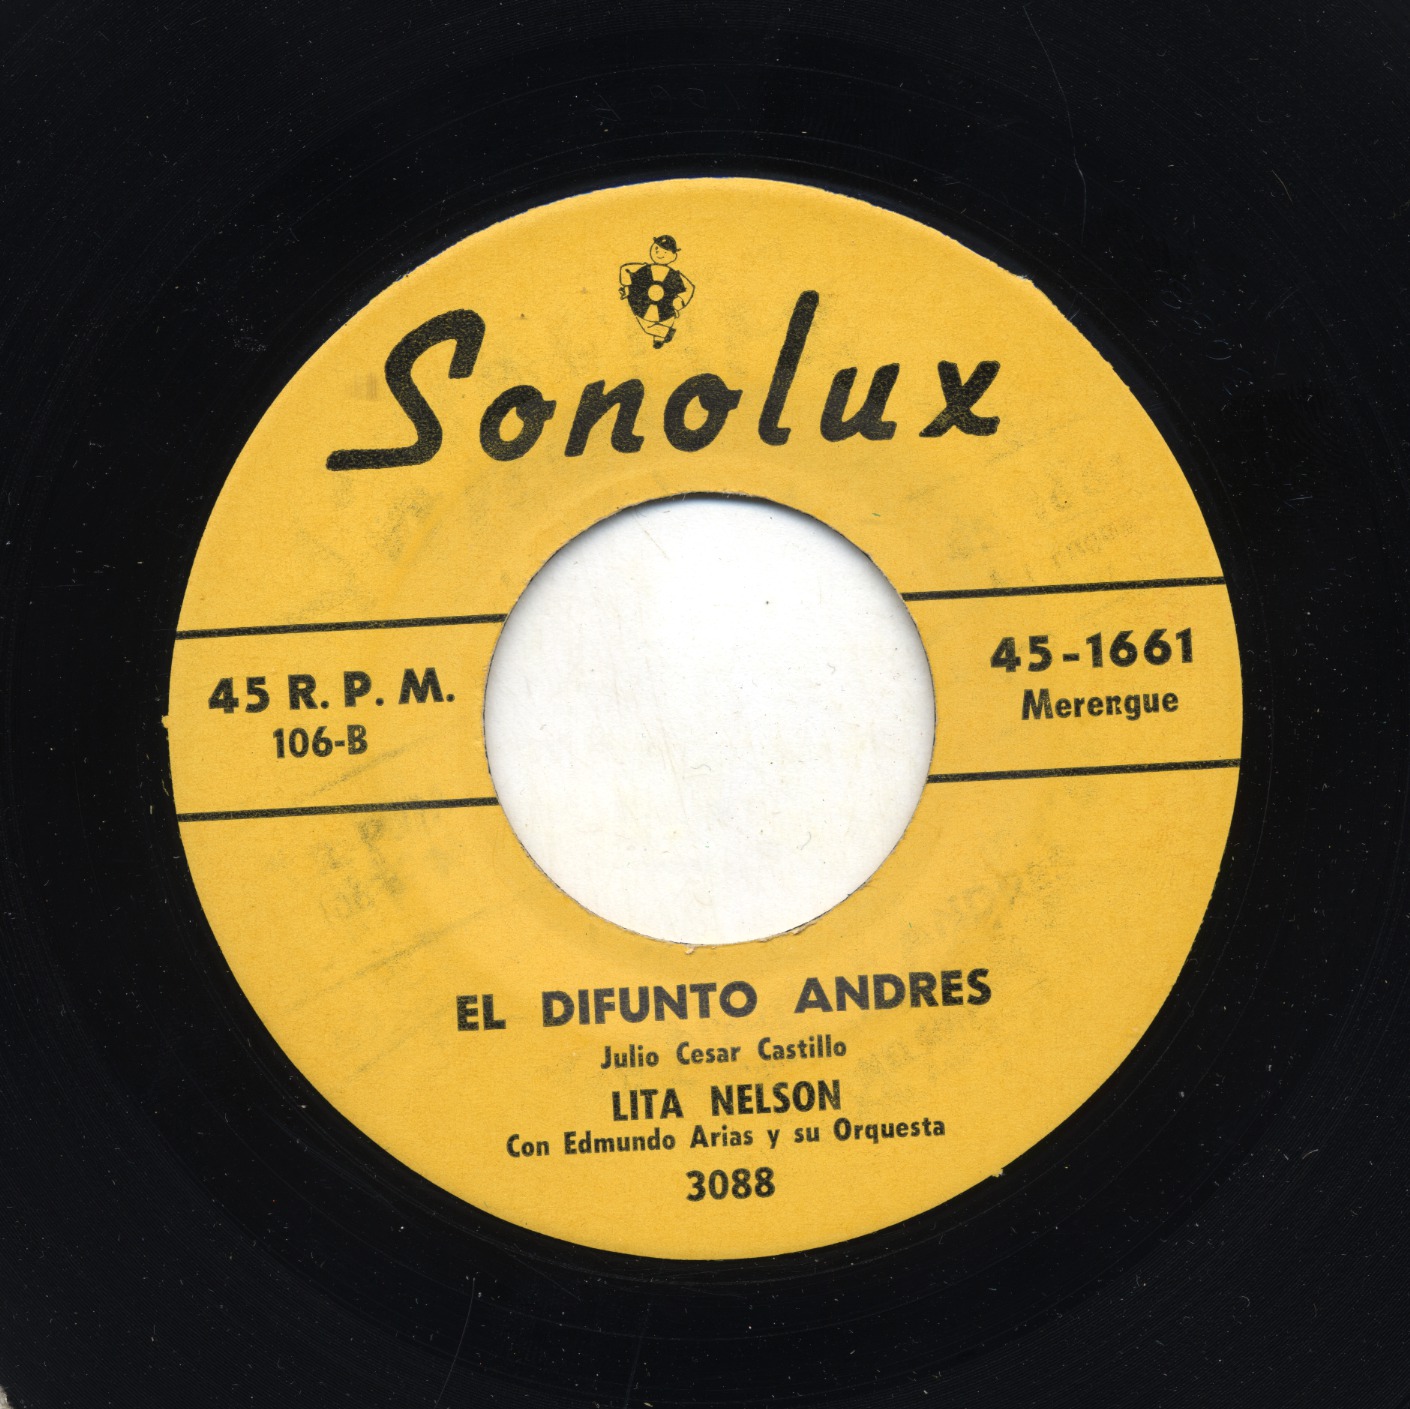 Sonolux
45 R. P. M.
106-B
45-1661
Merengue
EL DIFUNTO ANDRES
Julio Cesar Castillo
LITA NELSON
Con Edmundo Arias y su Orquesta
3088